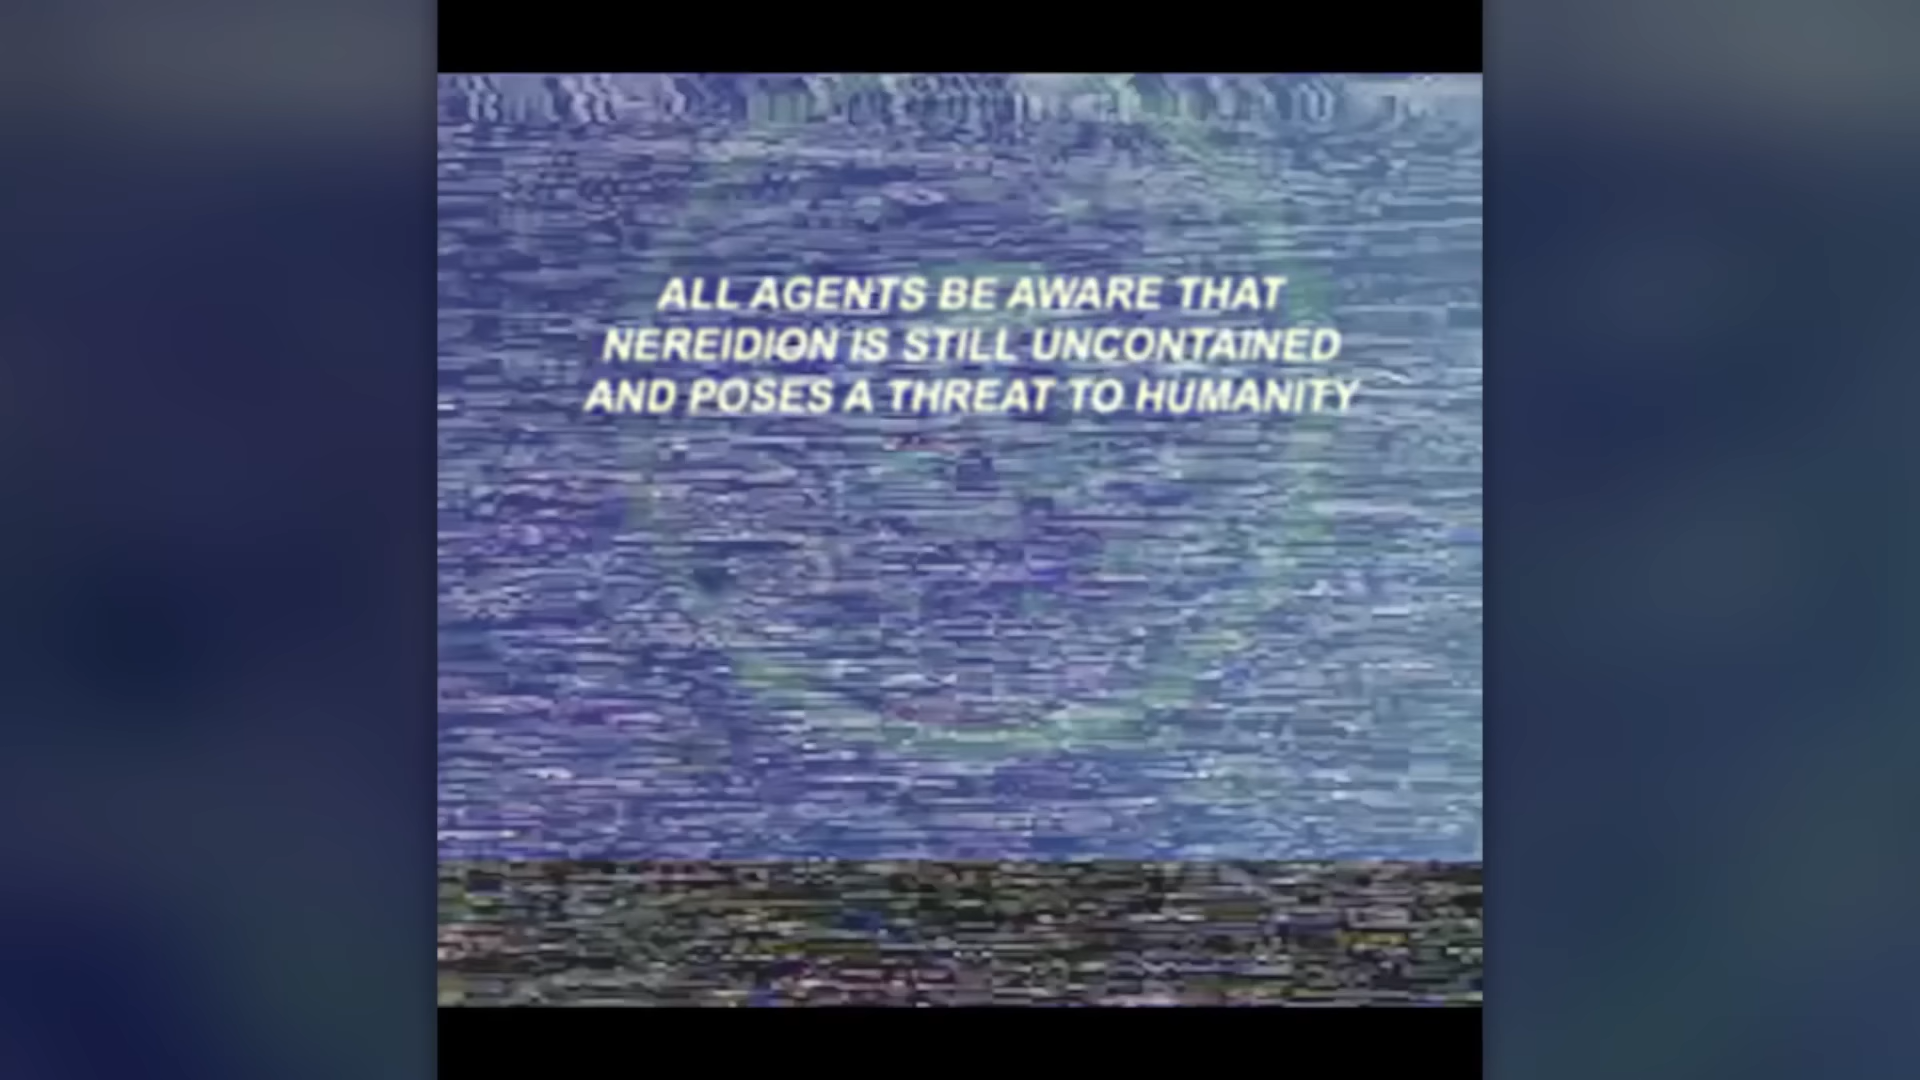 ALL AGENTS BE AWARE THAT
NEREIDION IS STILL UNCONTAINED
AND POSES A THREAT TO HUMANITY